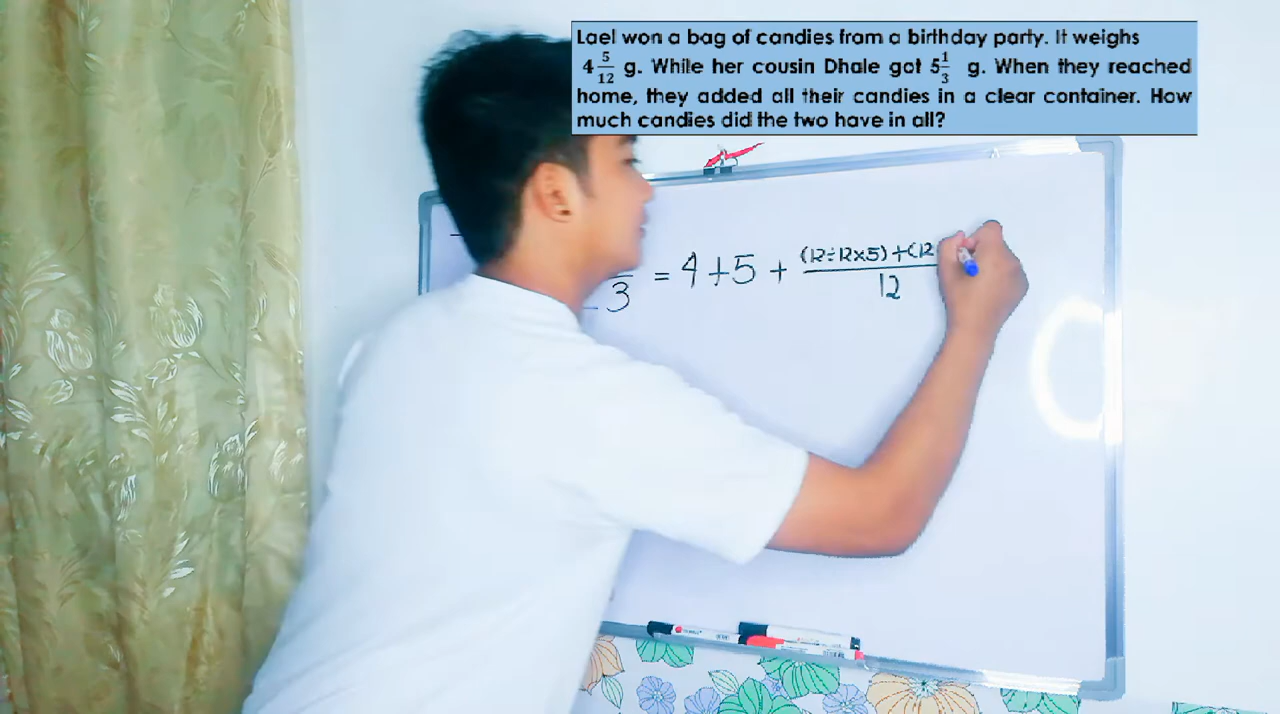 Lael won a bag of candies from a birthday party. It weighs
4 5/12 g. While her cousin Dhale got 5 1/3 g. When they reached
home, they added all their candies in a clear container. How
much candies did the two have in all?
3 = 4+5 + (12÷12x5)+(12 / 12